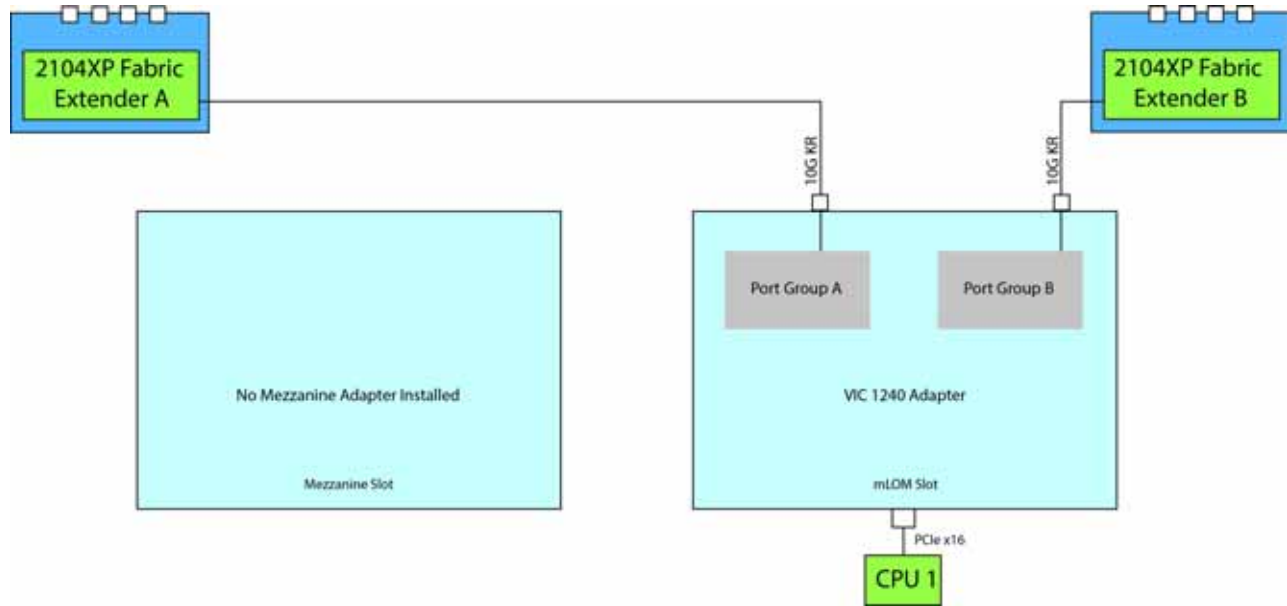 2104XP Fabric
Extender A
2104XP Fabric
Extender B
10G KR
10G KR
Port Group A
Port Group B
No Mezzanine Adapter Installed
VIC 1240 Adapter
Mezzanine Slot
mLOM Slot
PCIe x16
CPU 1